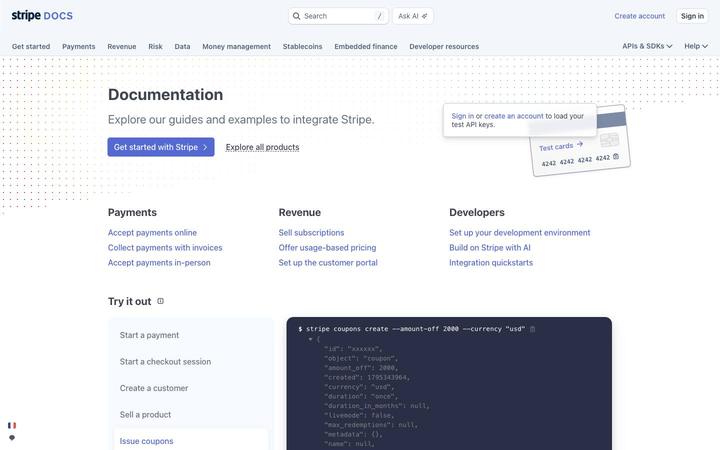 stripe DOCS
Search /
Ask AI
Create account
Sign in
Get started Payments Revenue Risk Data Money management Stablecoins Embedded finance Developer resources
APIs & SDKs Help
Documentation
Explore our guides and examples to integrate Stripe.
Get started with Stripe
Explore all products
Sign in or create an account to load your
test API keys.
Test cards →
4242 4242 4242 4242
Payments
Accept payments online
Collect payments with invoices
Accept payments in-person
Revenue
Sell subscriptions
Offer usage-based pricing
Set up the customer portal
Developers
Set up your development environment
Build on Stripe with AI
Integration quickstarts
Try it out
Start a payment
Start a checkout session
Create a customer
Sell a product
Issue coupons
$ stripe coupons create --amount-off 2000 --currency "usd"
{
"id": "xxxxxx",
"object": "coupon",
"amount_off": 2000,
"created": 1795343964,
"currency": "usd",
"duration": "once",
"duration_in_months": null,
"livemode": false,
"max_redemptions": null,
"metadata": {},
"name": null,